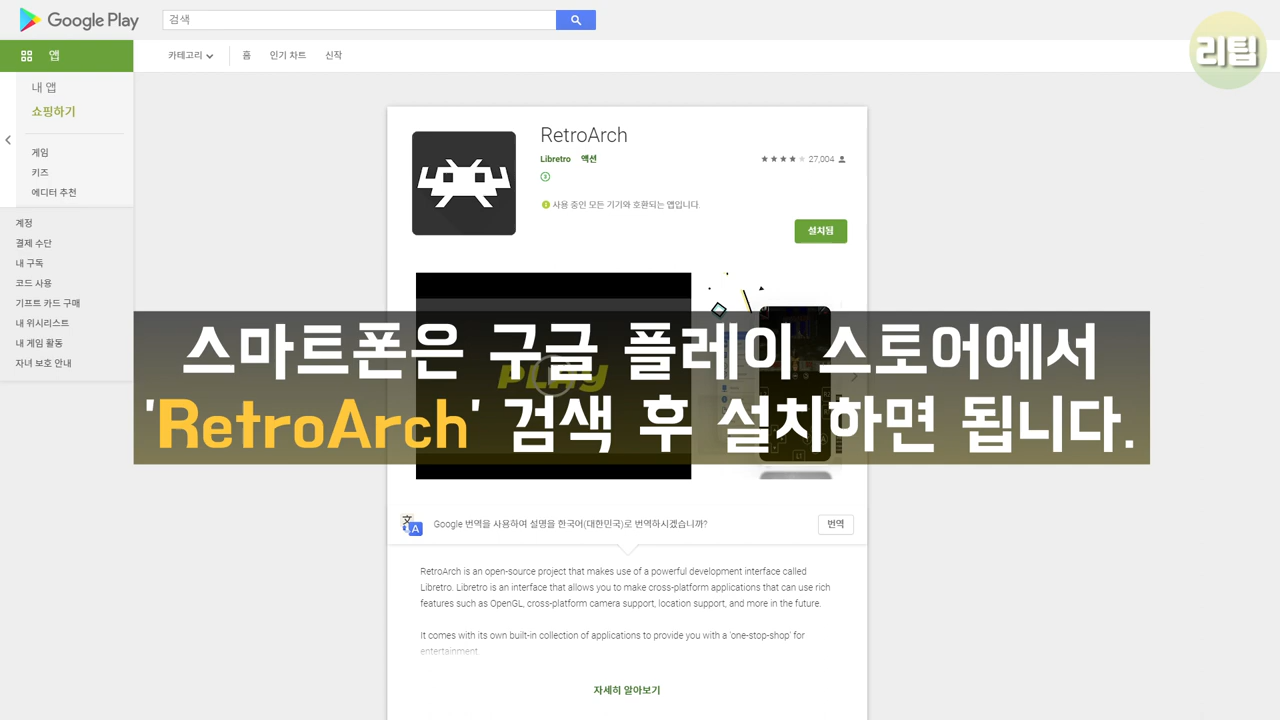 Google Play
검색
리팁
앱
카테고리
홈
인기 차트
신작
내 앱
쇼핑하기
게임
키즈
에디터 추천
계정
결제 수단
내 구독
코드 사용
기프트 카드 구매
내 위시리스트
내 게임 활동
자녀 보호 안내
RetroArch
Libretro 액션
27,004
3
사용 중인 모든 기기와 호환되는 앱입니다.
설치됨
PLAY
스마트폰은 구글 플레이 스토어에서
'RetroArch' 검색 후 설치하면 됩니다.
Google 번역을 사용하여 설명을 한국어(대한민국)로 번역하시겠습니까?
번역
RetroArch is an open-source project that makes use of a powerful development interface called
Libretro. Libretro is an interface that allows you to make cross-platform applications that can use rich
features such as OpenGL, cross-platform camera support, location support, and more in the future.
It comes with its own built-in collection of applications to provide you with a 'one-stop-shop' for
entertainment.
자세히 알아보기